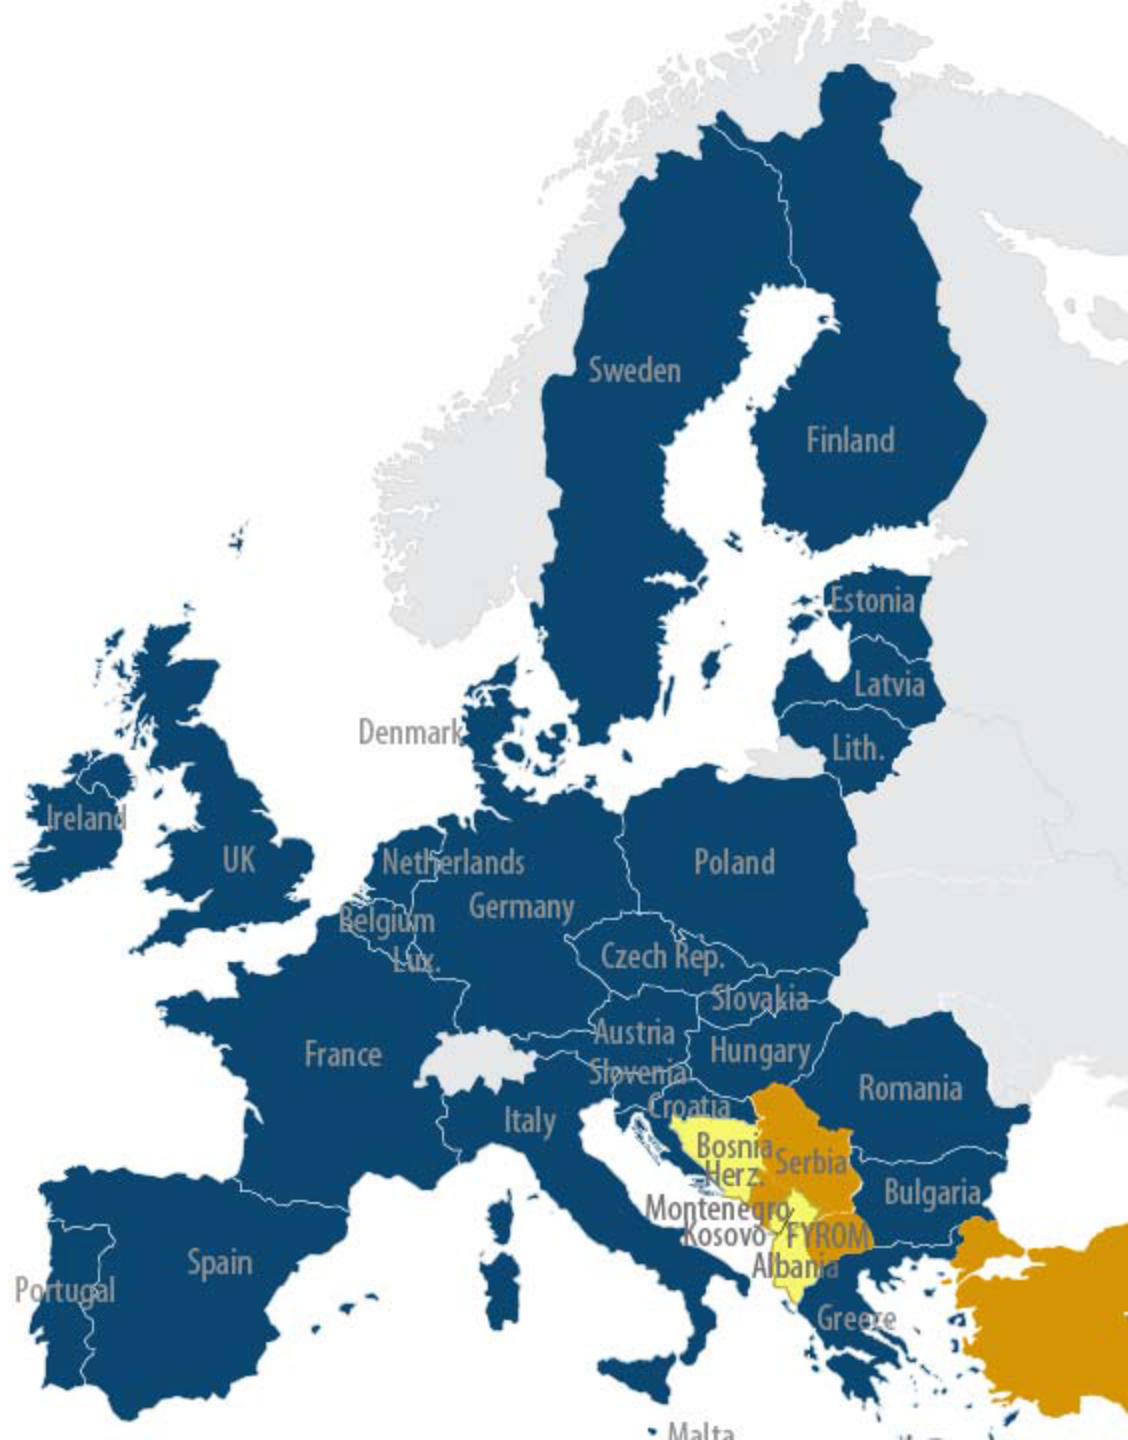 Sweden
Finland
Estonia
Latvia
Denmark
Lith.
Ireland
UK
Netherlands
Poland
Germany
Belgium
Czech Rep.
Lux.
Slovakia
Austria
France
Hungary
Slovenia
Romania
Croatia
Italy
Bosnia
Herz.
Serbia
Bulgaria
Montenegro
Kosovo
FYROM
Spain
Albania
Portugal
Greece
Malta